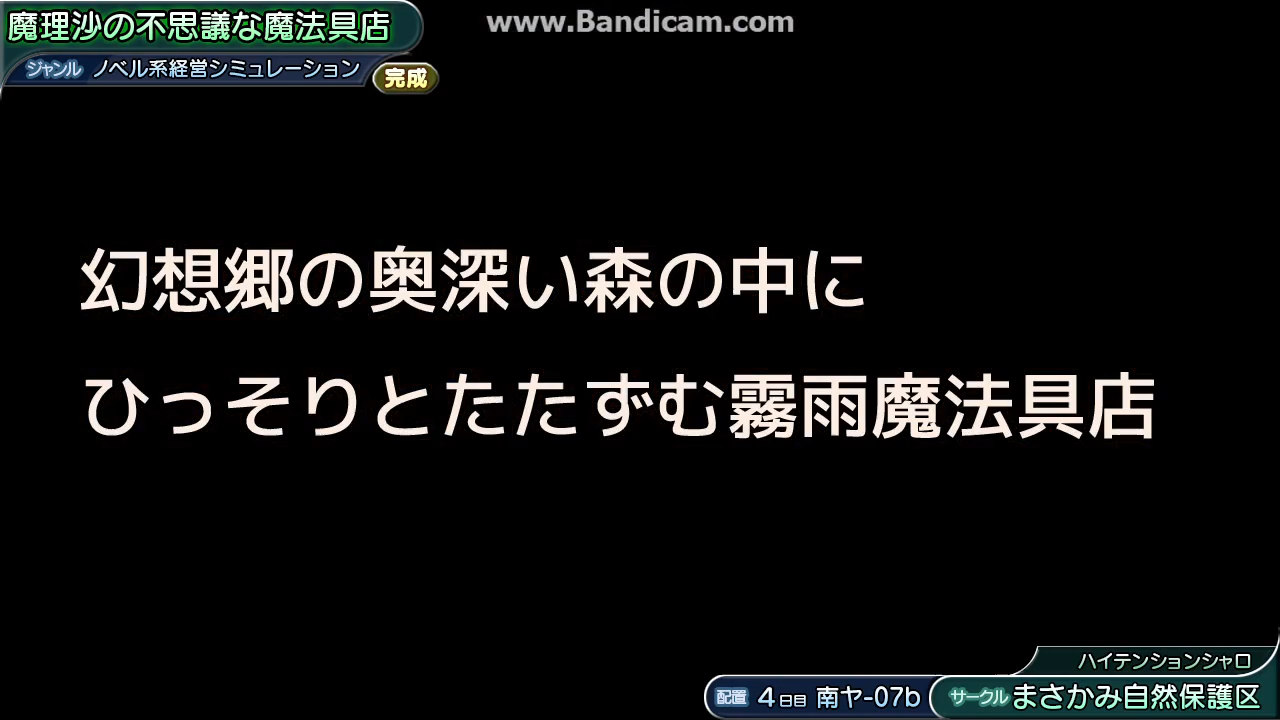 魔理沙の不思議な魔法具店
www.Bandicam.com
ジャンル ノベル系経営シミュレーション 完成
幻想郷の奥深い森の中に
ひっそりとたたずむ霧雨魔法具店
ハイテンションシャロ
配置 4日目 南ヤ-07b サークル まさかみ自然保護区